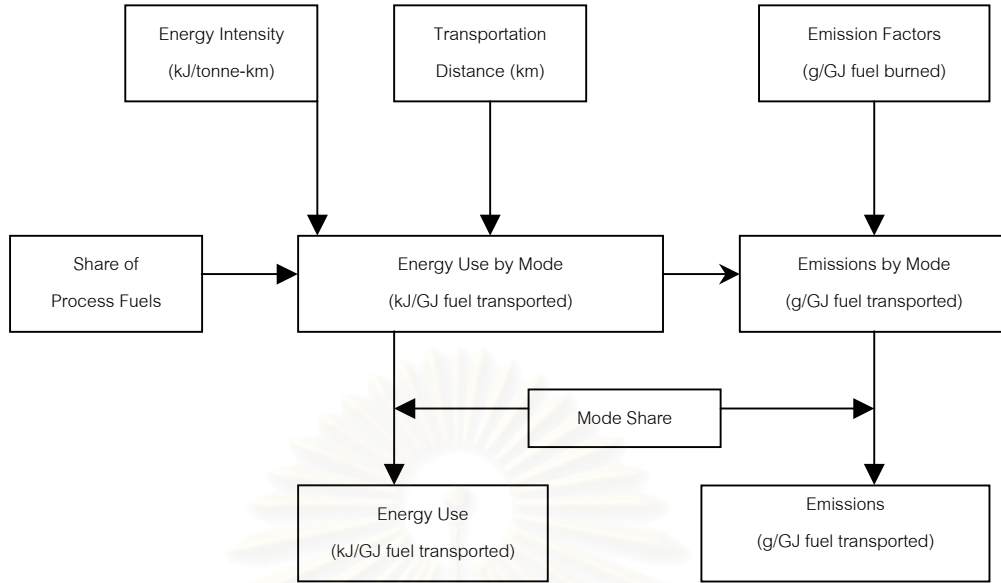 Energy Intensity
(kJ/tonne-km)
Transportation
Distance (km)
Emission Factors
(g/GJ fuel burned)
Share of
Process Fuels
Energy Use by Mode
(kJ/GJ fuel transported)
Emissions by Mode
(g/GJ fuel transported)
Mode Share
Energy Use
(kJ/GJ fuel transported)
Emissions
(g/GJ fuel transported)